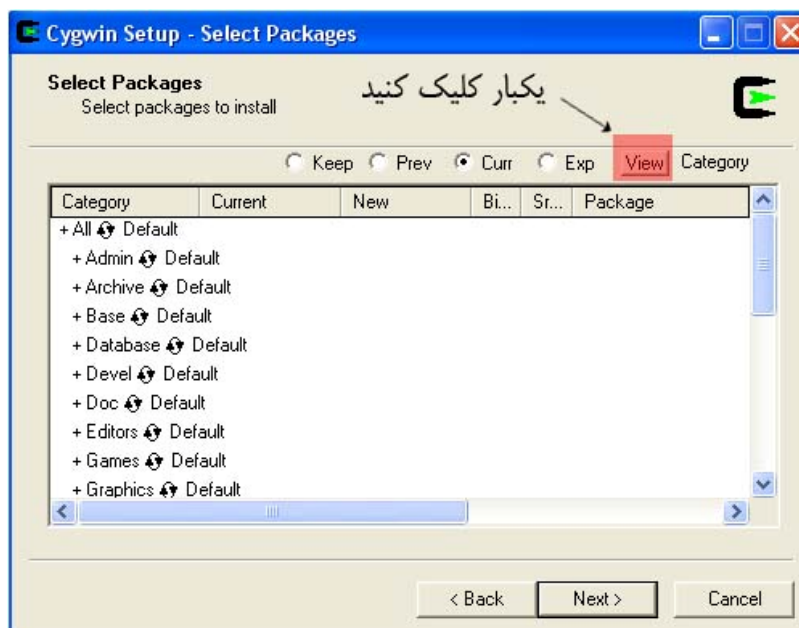 Cygwin Setup - Select Packages
Select Packages
Select packages to install
یکبار کلیک کنید
Keep Prev Curr Exp View Category
Category Current New Bi... Sr... Package
+ All Default
+ Admin Default
+ Archive Default
+ Base Default
+ Database Default
+ Devel Default
+ Doc Default
+ Editors Default
+ Games Default
+ Graphics Default
< Back Next > Cancel